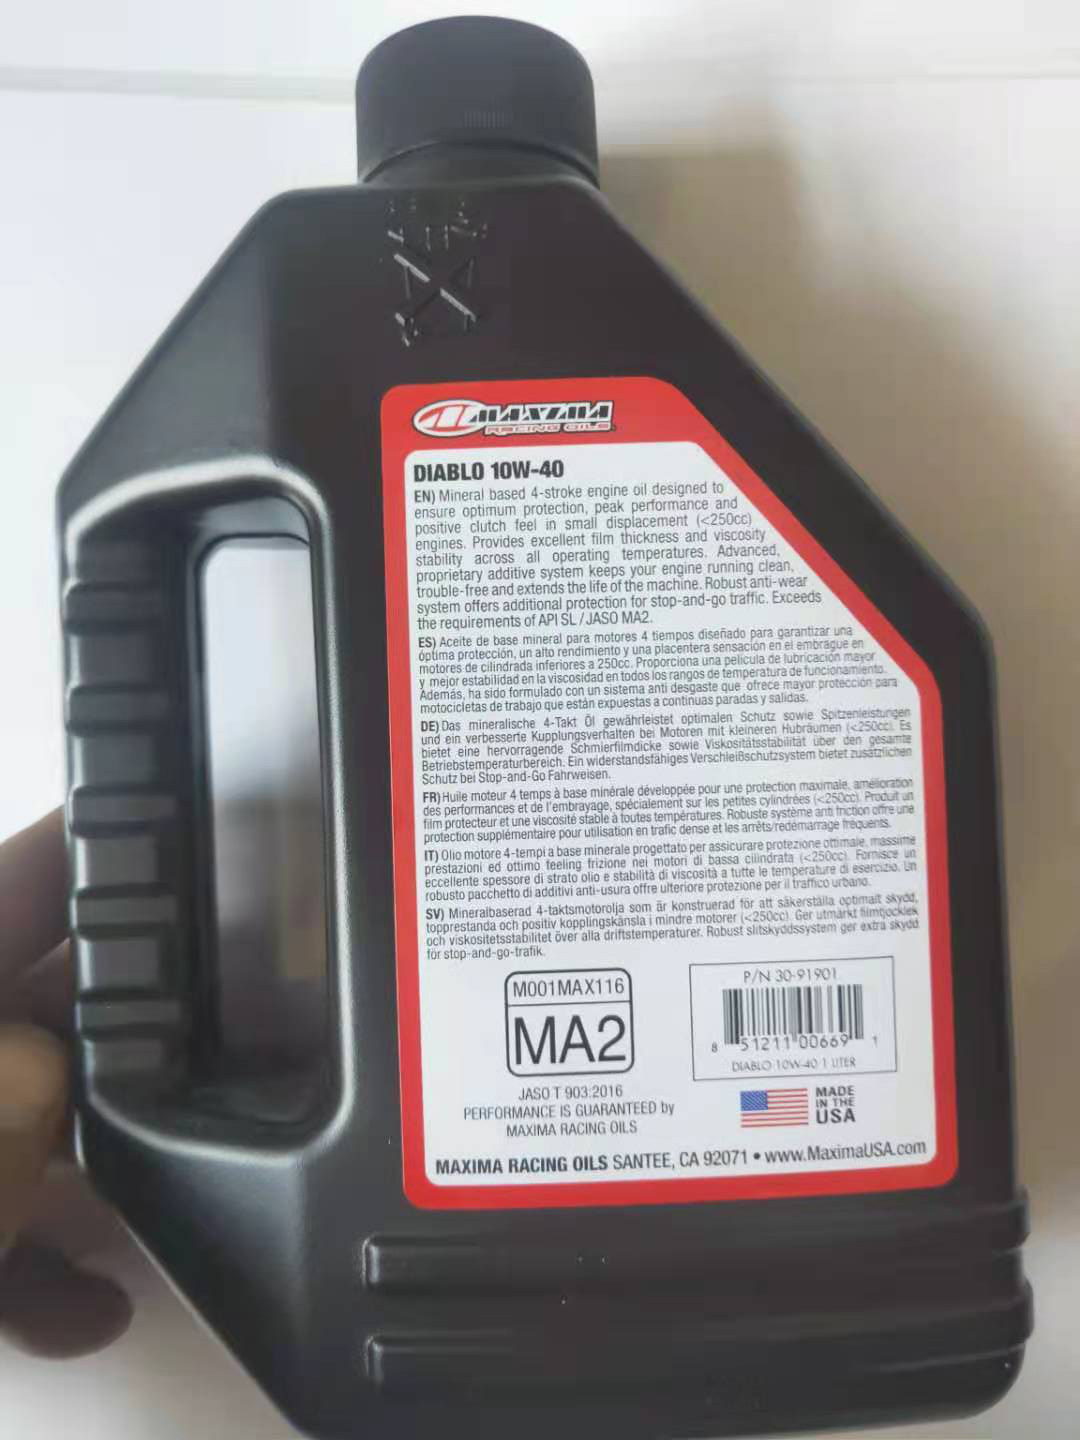 MAXIMA
RACING OILS
DIABLO 10W-40
EN) Mineral based 4-stroke engine oil designed to
ensure optimum protection, peak performance and
positive clutch feel in small displacement (<250cc)
engines. Provides excellent film thickness and viscosity
stability across all operating temperatures. Advanced,
proprietary additive system keeps your engine running clean,
trouble-free and extends the life of the machine. Robust anti-wear
system offers additional protection for stop-and-go traffic. Exceeds
the requirements of API SL/JASO MA2.
ES) Aceite de base mineral para motores 4 tiempos diseñado para garantizar una
óptima protección, un alto rendimiento y una placentera sensación en el embrague en
motores de cilindrada inferiores a 250cc. Proporciona una película de lubricación mayor
y mejor estabilidad en la viscosidad en todos los rangos de temperatura de funcionamiento.
Además, ha sido formulado con un sistema anti desgaste que ofrece mayor protección para
motocicletas de trabajo que están expuestas a continuas paradas y salidas.
DE) Das mineralische 4-Takt Öl gewährleistet optimalen Schutz sowie Spitzenleistungen
und ein verbesserte Kupplungsverhalten bei Motoren mit kleineren Hubräumen (<250cc). Es
bietet eine hervorragende Schmierfilmdicke sowie Viskositätsstabilität über den gesamte
Betriebstemperaturbereich. Ein widerstandsfähiges Verschleißschutzsystem bietet zusätzlichen
Schutz bei Stop-and-Go Fahrweisen.
FR) Huile moteur 4 temps à base minérale développée pour une protection maximale, amélioration
des performances et de l'embrayage, spécialement sur les petites cylindrées (<250cc). Produit un
film protecteur et une viscosité stable à toutes températures. Robuste système anti friction offre une
protection supplémentaire pour utilisation en trafic dense et les arrêts/redémarrage fréquents.
IT) Olio motore 4-tempi a base minerale progettato per assicurare protezione ottimale, massime
prestazioni ed ottimo feeling frizione nei motori di bassa cilindrata (<250cc). Fornisce un
eccellente spessore di strato olio e stabilità di viscosità a tutte le temperature di esercizio. Un
robusto pacchetto di additivi anti-usura offre ulteriore protezione per il traffico urbano.
SV) Mineralbaserad 4-taktsmotorolja som är konstruerad för att säkerställa optimalt skydd,
topprestanda och positiv kopplingskänsla i mindre motorer (<250cc). Ger utmärkt filmtjocklek
och viskositetsstabilitet över alla driftstemperaturer. Robust slitskyddssystem ger extra skydd
för stop-and-go-trafik.
M001MAX116
MA2
JASO T 903:2016
PERFORMANCE IS GUARANTEED by
MAXIMA RACING OILS
P/N 30-91901
8 51211 00669 1
DIABLO 10W-40 1 LITER
MADE
IN THE
USA
MAXIMA RACING OILS SANTEE, CA 92071 • www.MaximaUSA.com